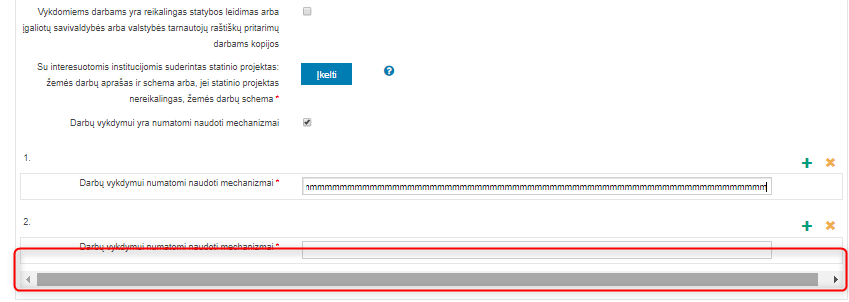 Vykdomiems darbams yra reikalingas statybos leidimas arba
įgaliotų savivaldybės arba valstybės tarnautojų raštiškų pritarimų
darbams kopijos
Su interesuotomis institucijomis suderintas statinio projektas:
žemės darbų aprašas ir schema arba, jei statinio projektas
nereikalingas, žemės darbų schema *
Įkelti
Darbų vykdymui yra numatomi naudoti mechanizmai
1.
Darbų vykdymui numatomi naudoti mechanizmai *
2.
Darbų vykdymui numatomi naudoti mechanizmai *